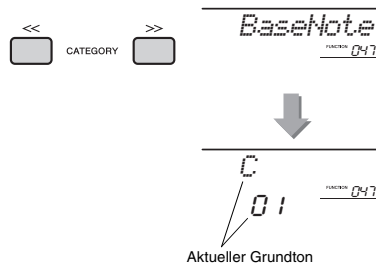 << >>
CATEGORY
BaseNote
FUNCTION 047
C
01
FUNCTION 047
Aktueller Grundton